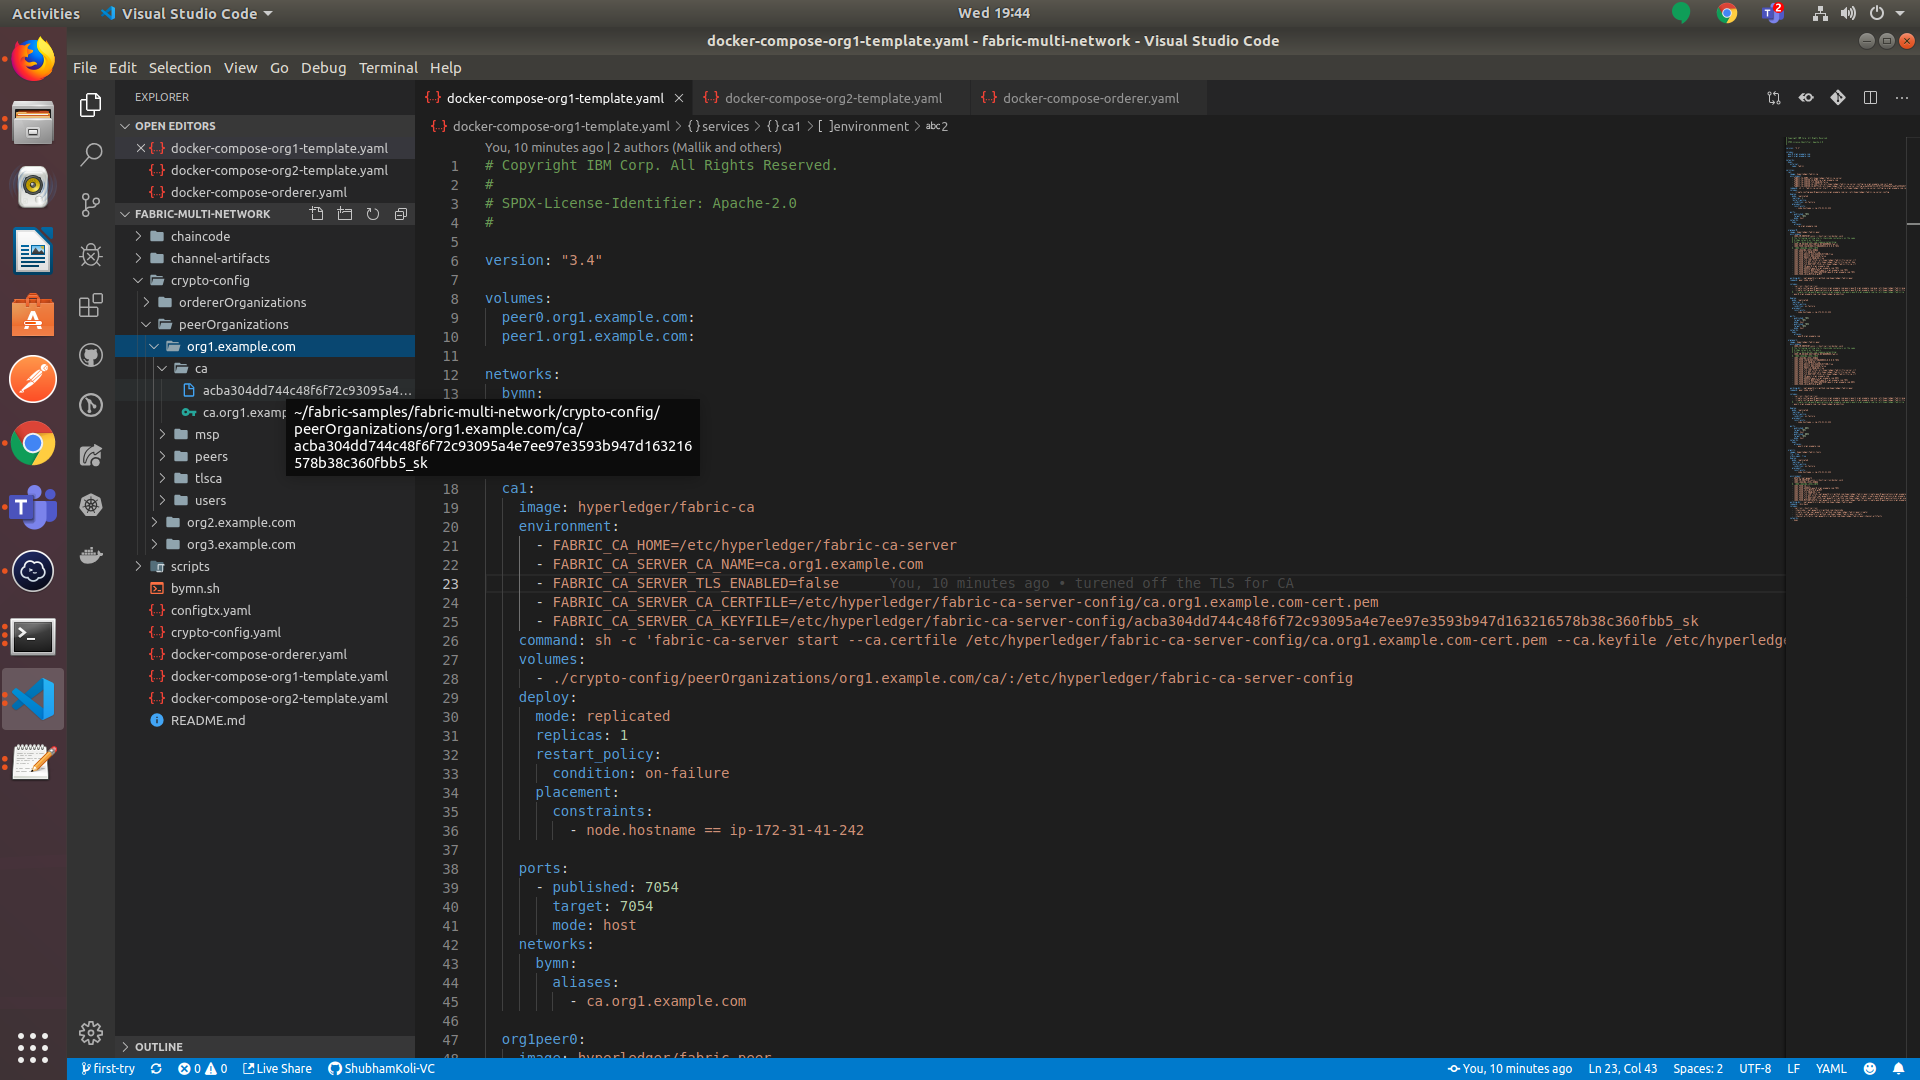 Activities
Visual Studio Code
Wed 19:44
2
docker-compose-org1-template.yaml - fabric-multi-network - Visual Studio Code
File Edit Selection View Go Debug Terminal Help
EXPLORER
OPEN EDITORS
docker-compose-org1-template.yaml
docker-compose-org2-template.yaml
docker-compose-orderer.yaml
FABRIC-MULTI-NETWORK
chaincode
channel-artifacts
crypto-config
ordererOrganizations
peerOrganizations
org1.example.com
ca
acba304dd744c48f6f72c93095a4...
ca.org1.examp
msp
peers
tlsca
users
org2.example.com
org3.example.com
scripts
bymn.sh
configtx.yaml
crypto-config.yaml
docker-compose-orderer.yaml
docker-compose-org1-template.yaml
docker-compose-org2-template.yaml
README.md
OUTLINE
~/fabric-samples/fabric-multi-network/crypto-config/
peerOrganizations/org1.example.com/ca/
acba304dd744c48f6f72c93095a4e7ee97e3593b947d163216
578b38c360fbb5_sk
docker-compose-org1-template.yaml
docker-compose-org2-template.yaml
docker-compose-orderer.yaml
docker-compose-org1-template.yaml > {} services > {} ca1 > [ ] environment > abc 2
You, 10 minutes ago | 2 authors (Mallik and others)
1 # Copyright IBM Corp. All Rights Reserved.
2 #
3 # SPDX-License-Identifier: Apache-2.0
4 #
5
6 version: "3.4"
7
8 volumes:
9 peer0.org1.example.com:
10 peer1.org1.example.com:
11
12 networks:
13 bymn:
18 ca1:
19 image: hyperledger/fabric-ca
20 environment:
21 - FABRIC_CA_HOME=/etc/hyperledger/fabric-ca-server
22 - FABRIC_CA_SERVER_CA_NAME=ca.org1.example.com
23 - FABRIC_CA_SERVER_TLS_ENABLED=false You, 10 minutes ago • turened off the TLS for CA
24 - FABRIC_CA_SERVER_CA_CERTFILE=/etc/hyperledger/fabric-ca-server-config/ca.org1.example.com-cert.pem
25 - FABRIC_CA_SERVER_CA_KEYFILE=/etc/hyperledger/fabric-ca-server-config/acba304dd744c48f6f72c93095a4e7ee97e3593b947d163216578b38c360fbb5_sk
26 command: sh -c 'fabric-ca-server start --ca.certfile /etc/hyperledger/fabric-ca-server-config/ca.org1.example.com-cert.pem --ca.keyfile /etc/hyperledge
27 volumes:
28 - ./crypto-config/peerOrganizations/org1.example.com/ca/:/etc/hyperledger/fabric-ca-server-config
29 deploy:
30 mode: replicated
31 replicas: 1
32 restart_policy:
33 condition: on-failure
34 placement:
35 constraints:
36 - node.hostname == ip-172-31-41-242
37
38 ports:
39 - published: 7054
40 target: 7054
41 mode: host
42 networks:
43 bymn:
44 aliases:
45 - ca.org1.example.com
46
47 org1peer0:
48 image: hyperledger/fabric-peer
first-try 0 0 Live Share ShubhamKoli-VC You, 10 minutes ago Ln 23, Col 43 Spaces: 2 UTF-8 LF YAML